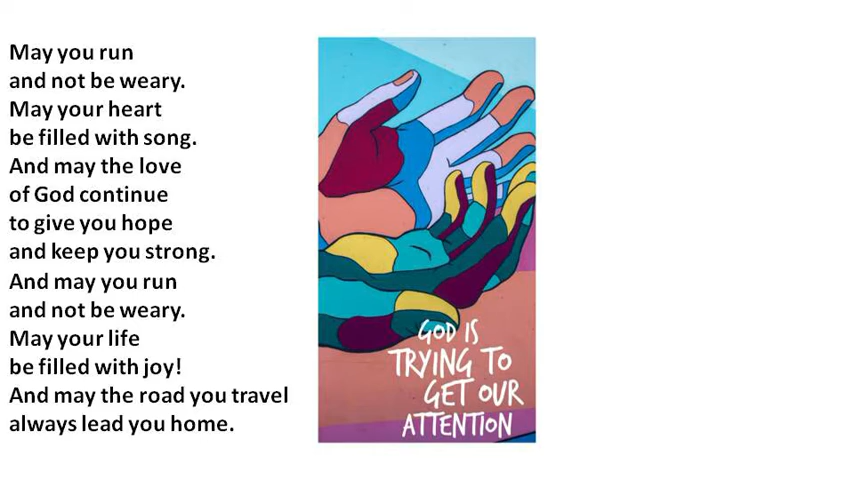 May you run
and not be weary.
May your heart
be filled with song.
And may the love
of God continue
to give you hope
and keep you strong.
And may you run
and not be weary.
May your life
be filled with joy!
And may the road you travel
always lead you home.
GOD IS
TRYING TO
GET OUR
ATTENTION